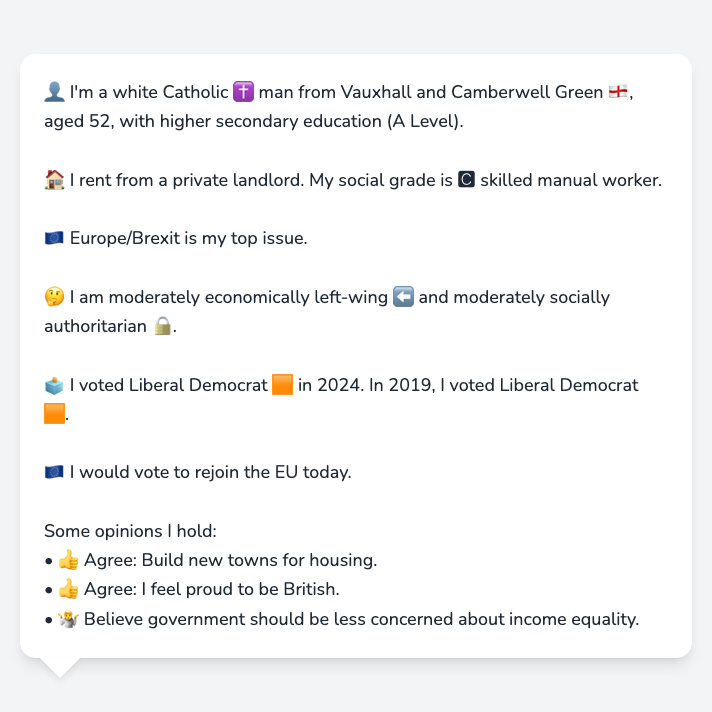 👤 I'm a white Catholic ✝️ man from Vauxhall and Camberwell Green 🏴󠁧󠁢󠁥󠁮󠁧󠁿,
aged 52, with higher secondary education (A Level).
🏠 I rent from a private landlord. My social grade is 🅲 skilled manual worker.
🇪🇺 Europe/Brexit is my top issue.
🤔 I am moderately economically left-wing ⬅️ and moderately socially
authoritarian 🔒.
🗳️ I voted Liberal Democrat 🟧 in 2024. In 2019, I voted Liberal Democrat
🟧.
🇪🇺 I would vote to rejoin the EU today.
Some opinions I hold:
• 👍 Agree: Build new towns for housing.
• 👍 Agree: I feel proud to be British.
• 🤷 Believe government should be less concerned about income equality.